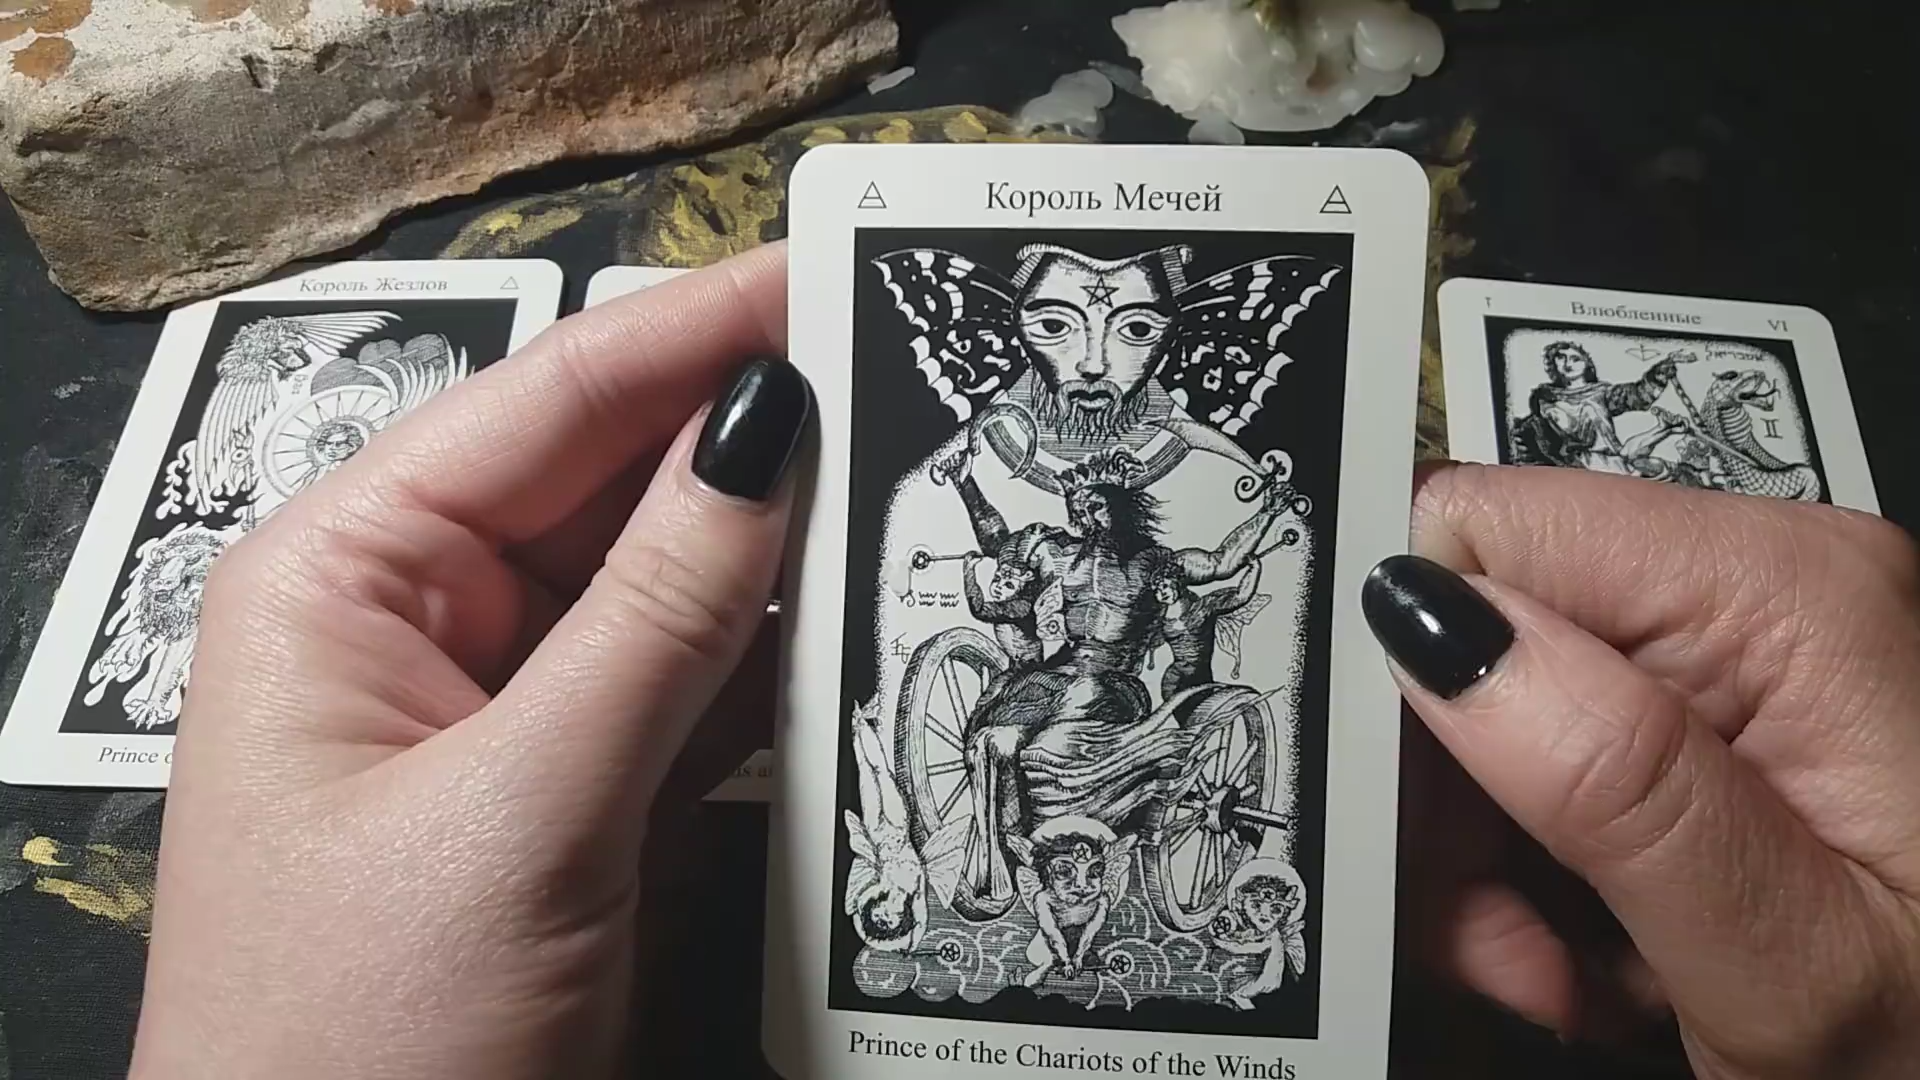 Король Мечей
Prince of the Chariots of the Winds
Король Жезлов
Prince
Влюбленные
VI